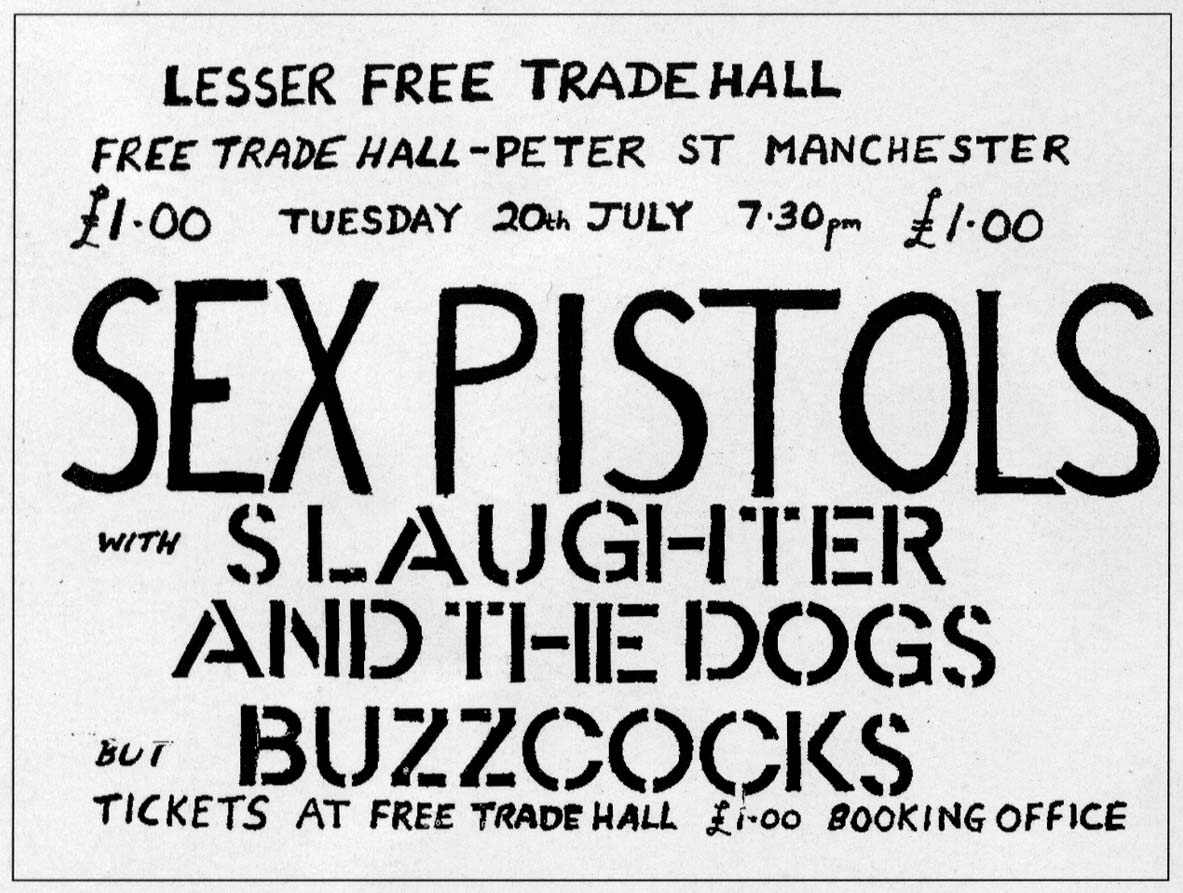 LESSER FREE TRADE HALL
FREE TRADE HALL-PETER ST MANCHESTER
£1·00 TUESDAY 20th JULY 7·30pm £1·00
SEX PISTOLS
WITH SLAUGHTER
AND THE DOGS
BUT BUZZCOCKS
TICKETS AT FREE TRADE HALL £1·00 BOOKING OFFICE